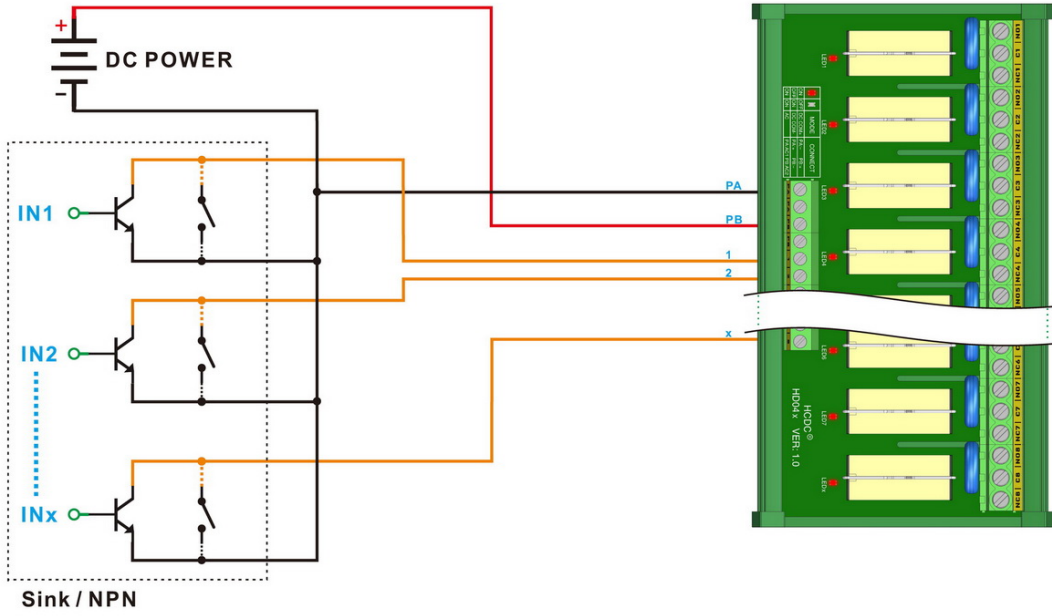 +
DC POWER
−
IN1
IN2
INx
Sink / NPN
PA
PB
1
2
x
LED1
LED2
LED3
LED4
LED6
LED7
LEDx
MODE CONNECT
HCDC®
HD04 x VER: 1.0
NO1
C1
NC1
NO2
C2
NC2
NO3
C3
NC3
NO4
C4
NC4
NO5
NC6
NO7
C7
NC7
NO8
C8
NC8